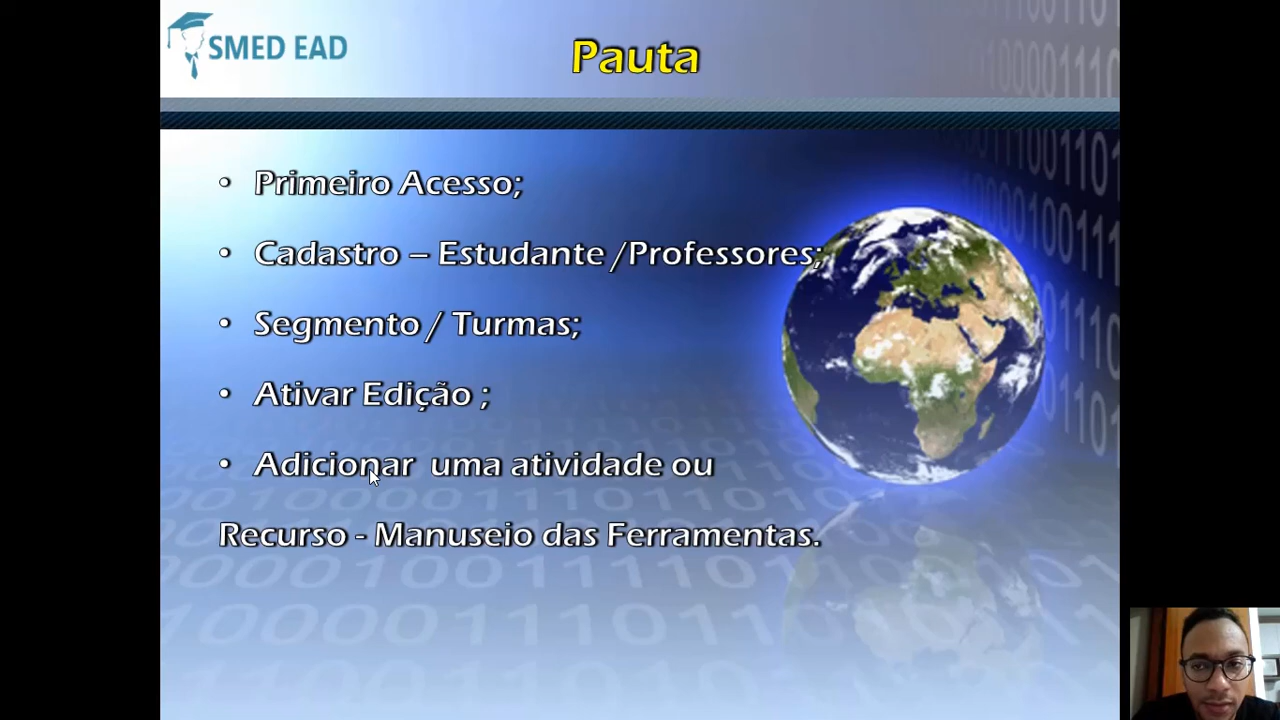 SMED EAD
Pauta
• Primeiro Acesso;
• Cadastro – Estudante /Professores;
• Segmento / Turmas;
• Ativar Edição ;
• Adicionar uma atividade ou
Recurso - Manuseio das Ferramentas.